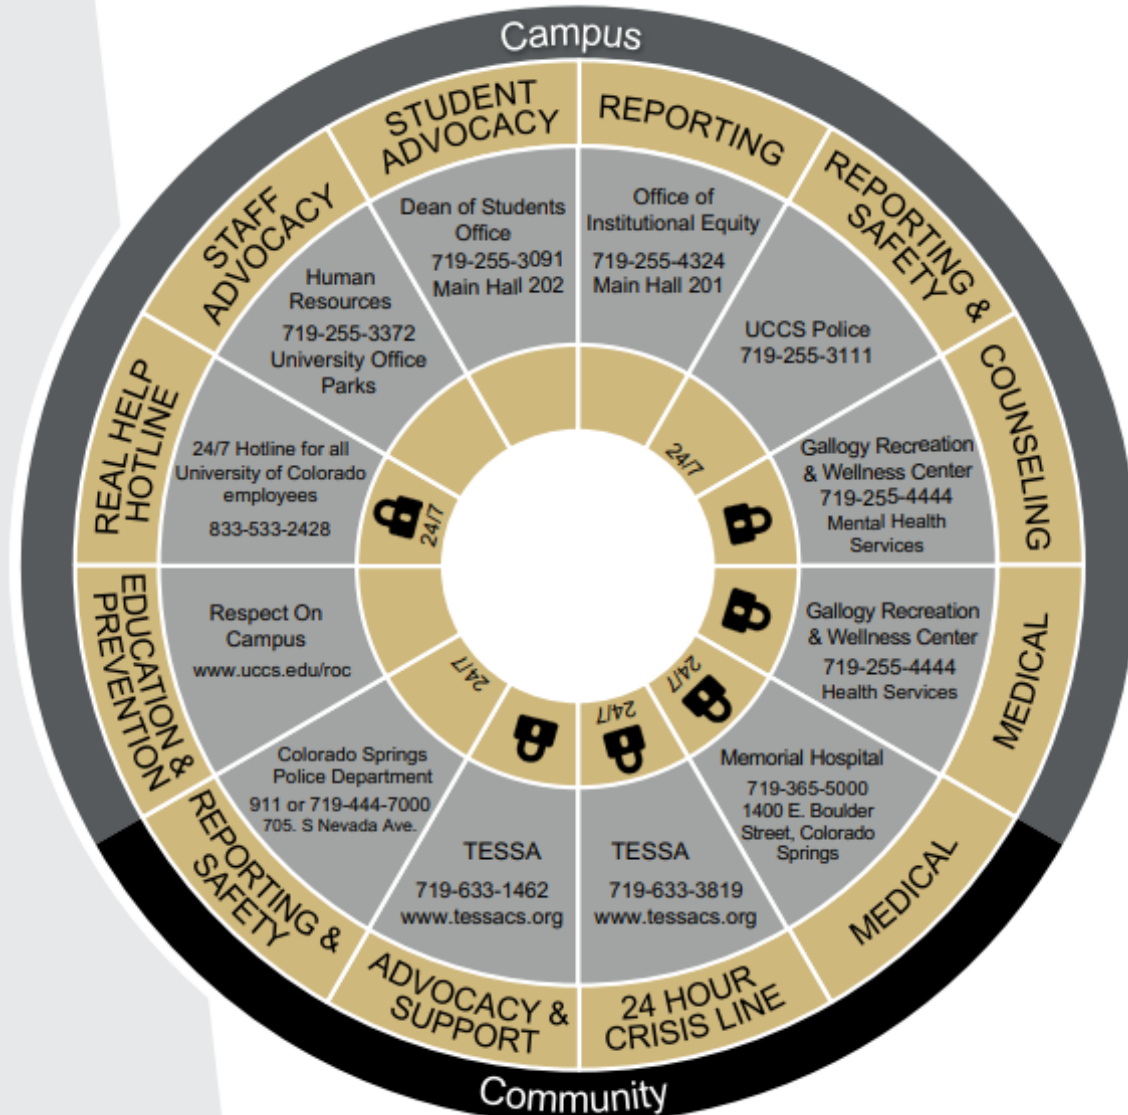 Campus
STUDENT
ADVOCACY
Dean of Students
Office
719-255-3091
Main Hall 202
REPORTING
Office of
Institutional Equity
719-255-4324
Main Hall 201
REPORTING &
SAFETY
UCCS Police
719-255-3111
24/7
COUNSELING
Gallogy Recreation
& Wellness Center
719-255-4444
Mental Health
Services
MEDICAL
Gallogy Recreation
& Wellness Center
719-255-4444
Health Services
MEDICAL
Memorial Hospital
719-365-5000
1400 E. Boulder
Street, Colorado
Springs
24/7
24 HOUR
CRISIS LINE
TESSA
719-633-3819
www.tessacs.org
24/7
ADVOCACY &
SUPPORT
TESSA
719-633-1462
www.tessacs.org
REPORTING &
SAFETY
Colorado Springs
Police Department
911 or 719-444-7000
705. S Nevada Ave.
24/7
EDUCATION &
PREVENTION
Respect On
Campus
www.uccs.edu/roc
REAL HELP
HOTLINE
24/7 Hotline for all
University of Colorado
employees
833-533-2428
24/7
STAFF
ADVOCACY
Human
Resources
719-255-3372
University Office
Parks
Community